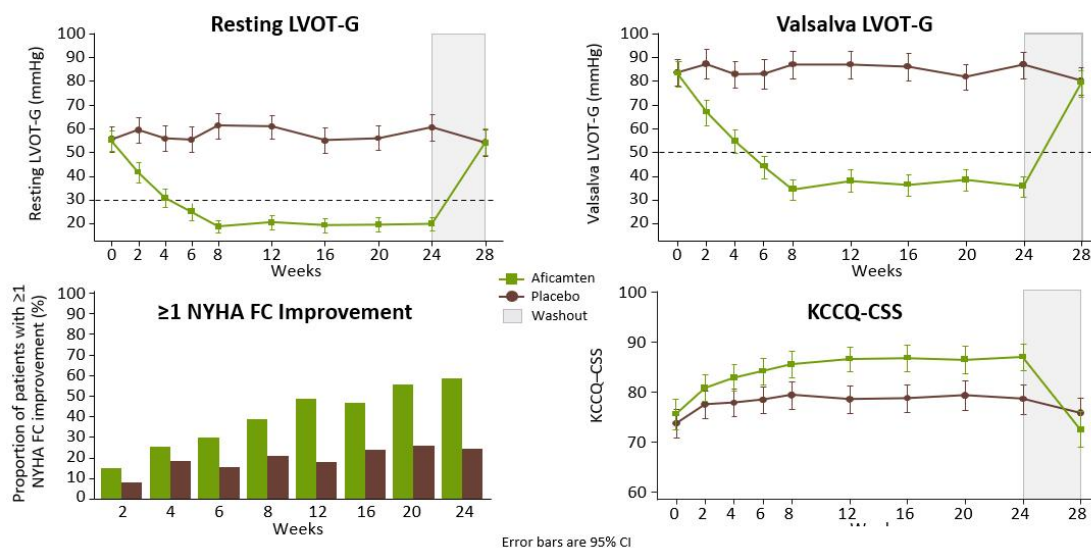 Resting LVOT-G
Resting LVOT-G (mmHg)
100
90
80
70
60
50
40
30
20
0 2 4 6 8 12 16 20 24 28
Weeks
Valsalva LVOT-G
Valsalva LVOT-G (mmHg)
100
90
80
70
60
50
40
30
20
0 2 4 6 8 12 16 20 24 28
Weeks
Aficamten
Placebo
Washout
≥1 NYHA FC Improvement
Proportion of patients with ≥1
NYHA FC improvement (%)
100
90
80
70
60
50
40
30
20
10
0
2 4 6 8 12 16 20 24
Weeks
KCCQ-CSS
KCCQ–CSS
100
90
80
70
60
0 2 4 6 8 12 16 20 24 28
Error bars are 95% CI